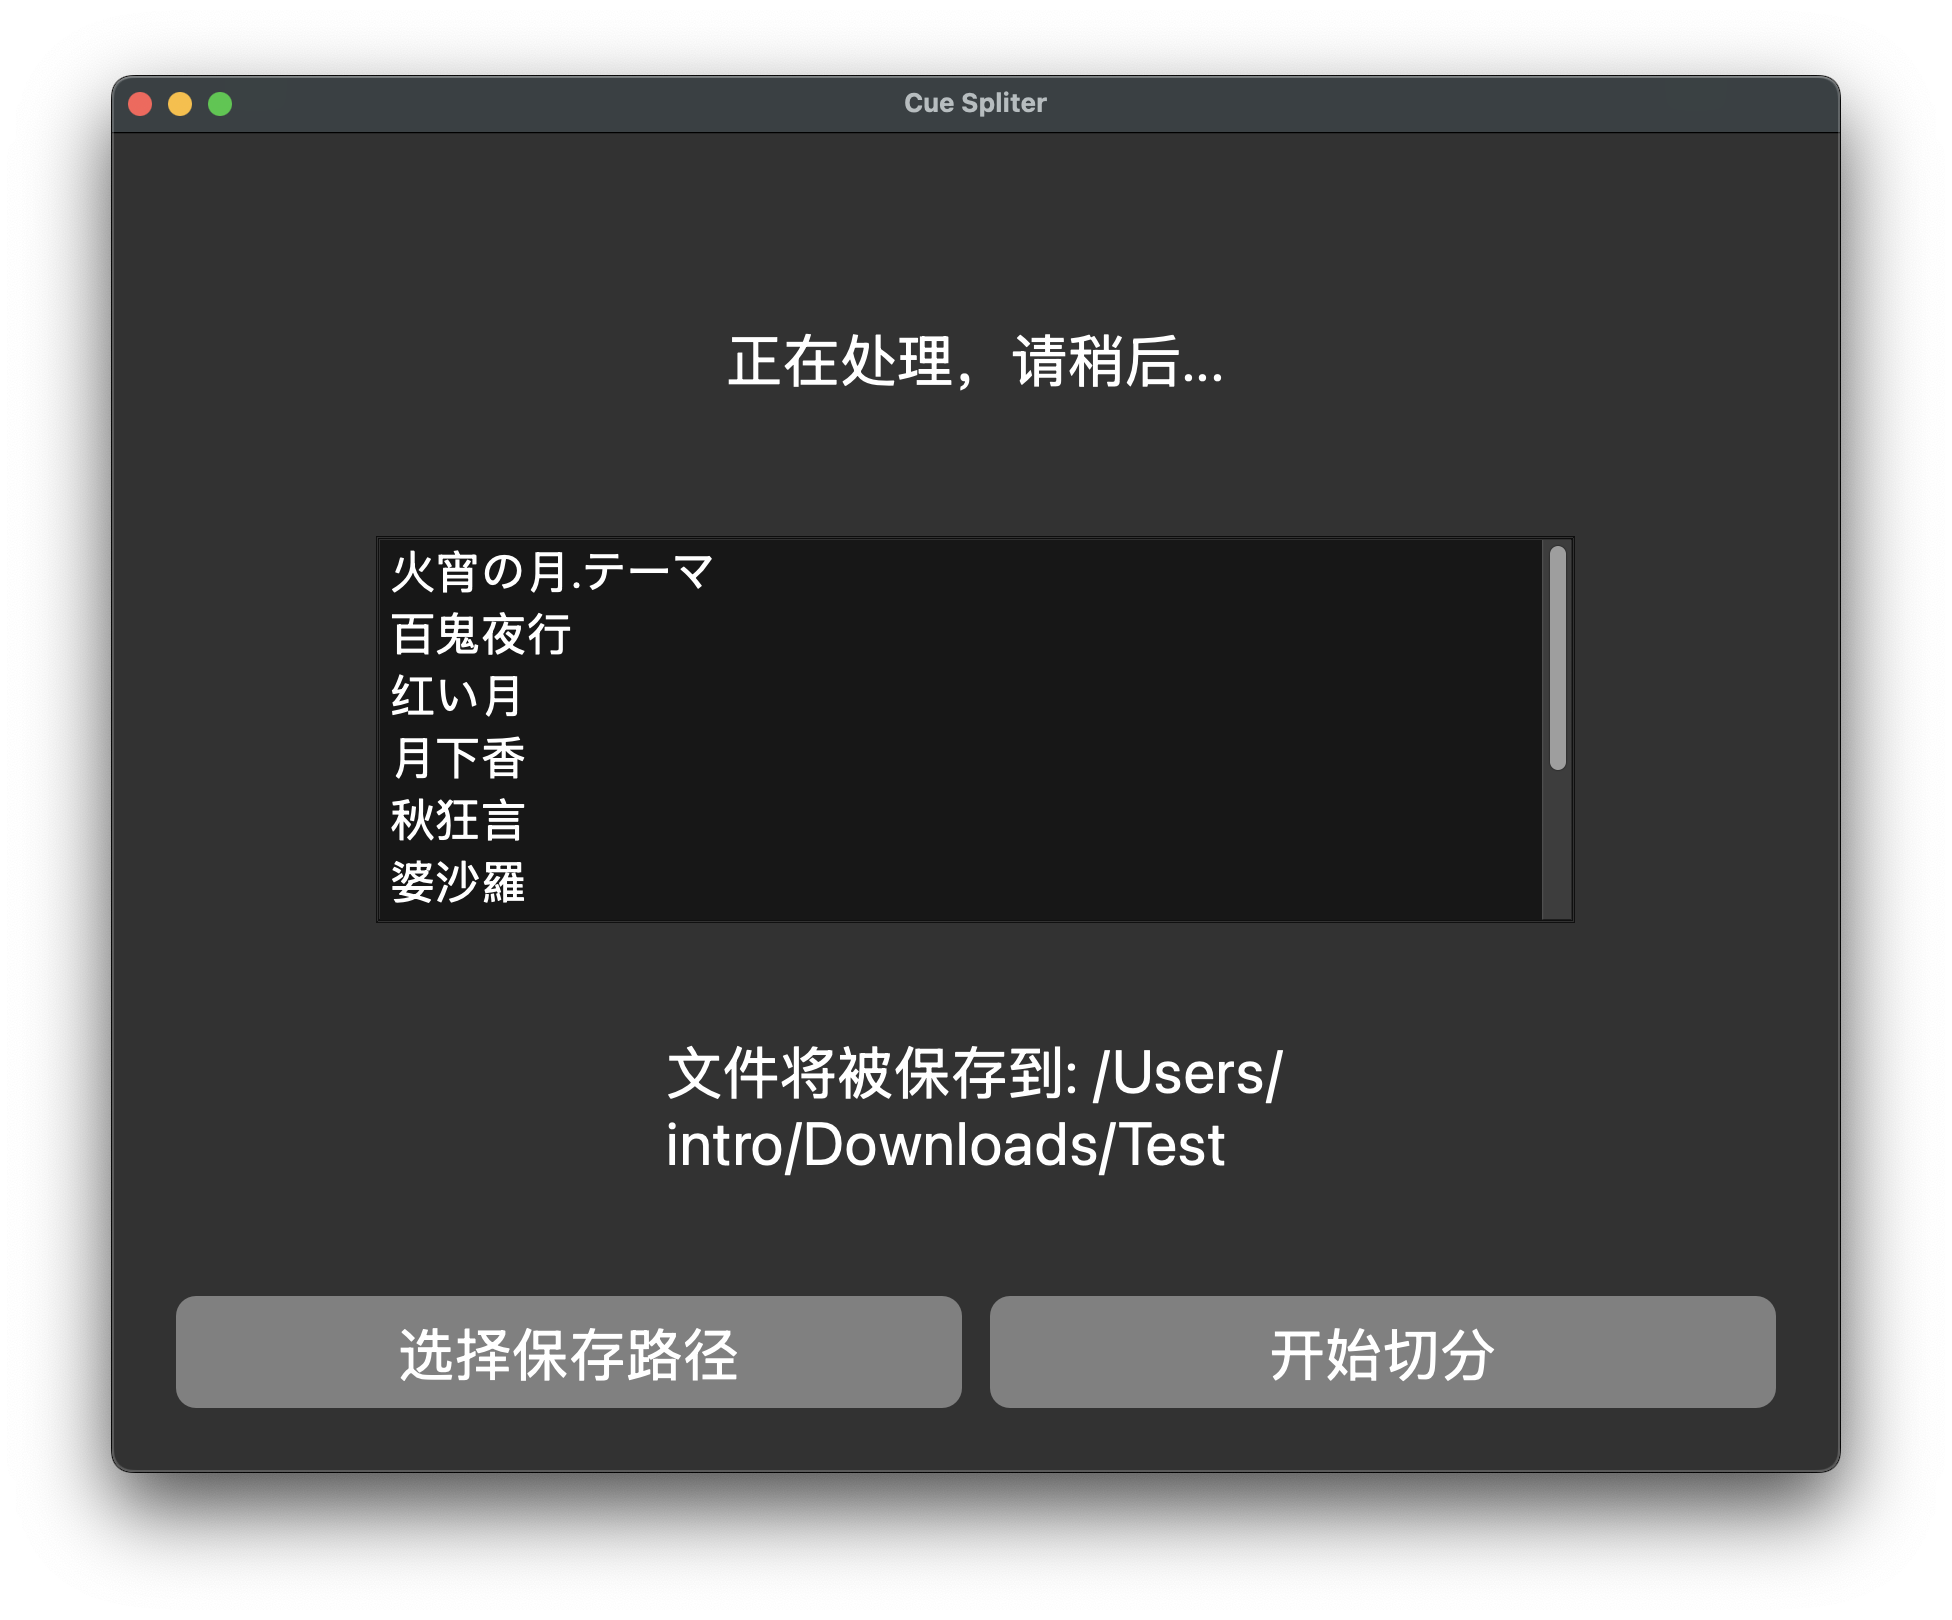 Cue Spliter
正在处理，请稍后...
火宵の月.テーマ
百鬼夜行
红い月
月下香
秋狂言
婆沙羅
文件将被保存到: /Users/
intro/Downloads/Test
选择保存路径
开始切分